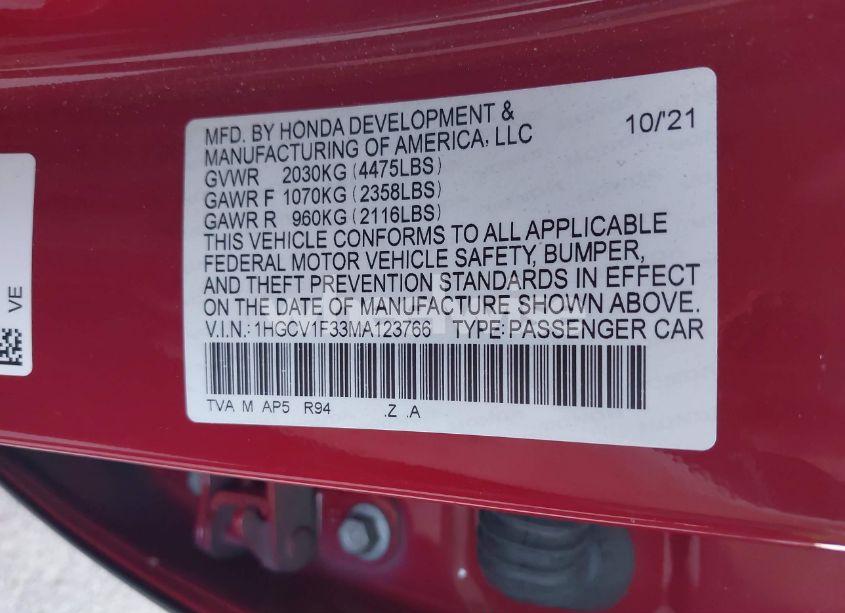 MFD. BY HONDA DEVELOPMENT & 10/'21
MANUFACTURING OF AMERICA, LLC
GVWR 2030KG (4475LBS)
GAWR F 1070KG (2358LBS)
GAWR R 960KG (2116LBS)
THIS VEHICLE CONFORMS TO ALL APPLICABLE
FEDERAL MOTOR VEHICLE SAFETY, BUMPER,
AND THEFT PREVENTION STANDARDS IN EFFECT
ON THE DATE OF MANUFACTURE SHOWN ABOVE.
V.I.N.: 1HGCV1F33MA123766 TYPE: PASSENGER CAR
TVA M AP5 R94 .Z .A
VE